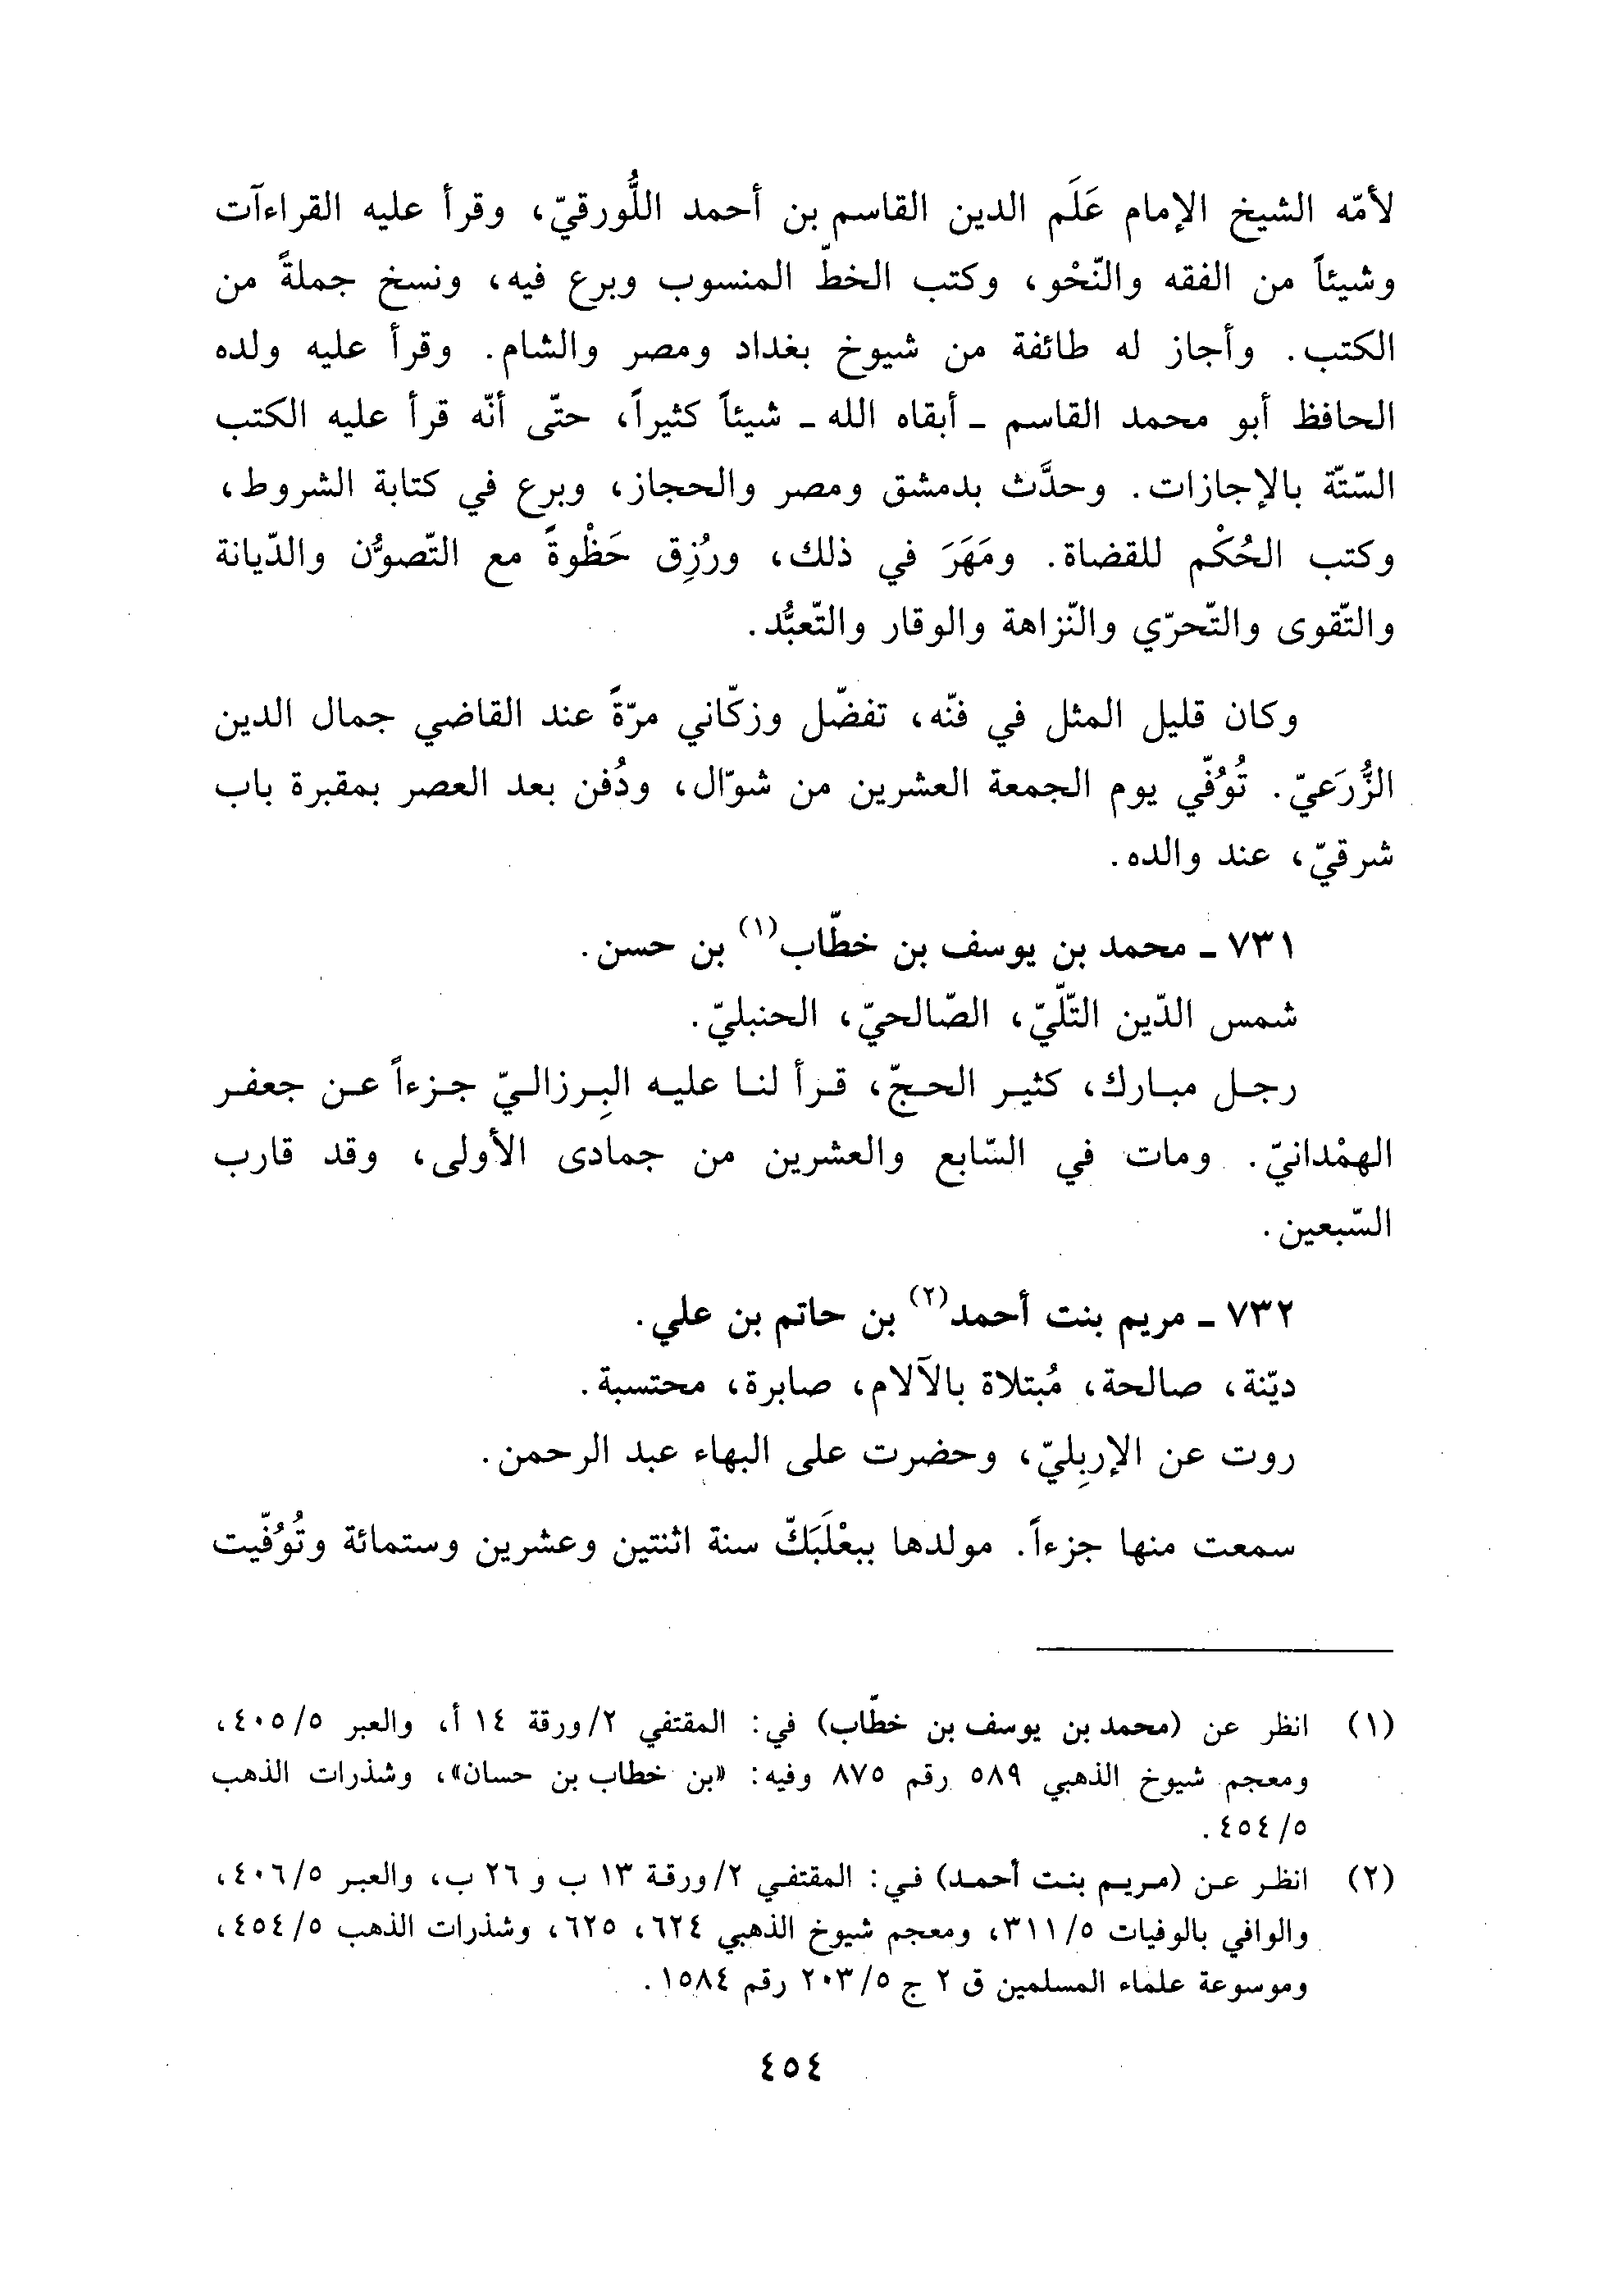 لأمّه الشيخ الإمام عَلَم الدين القاسم بن أحمد اللُّورقيّ، وقرأ عليه القراءآت
وشيئاً من الفقه والنّحْو، وكتب الخطّ المنسوب وبرع فيه، ونسخ جملةً من
الكتب. وأجاز له طائفة من شيوخ بغداد ومصر والشام. وقرأ عليه ولده
الحافظ أبو محمد القاسم ـ أبقاه الله ـ شيئاً كثيراً، حتّى أنّه قرأ عليه الكتب
السّتّة بالإجازات. وحدَّث بدمشق ومصر والحجاز، وبرع في كتابة الشروط،
وكتب الحُكْم للقضاة. ومَهَرَ في ذلك، ورُزِق حَظْوةً مع التّصوُّن والدّيانة
والتّقوى والتّحرّي والنّزاهة والوقار والتّعبُّد.
وكان قليل المثل في فنّه، تفضّل وزكّاني مرّةً عند القاضي جمال الدين
الزُّرَعيّ. تُوُفّي يوم الجمعة العشرين من شوّال، ودُفن بعد العصر بمقبرة باب
شرقيّ، عند والده.
٧٣١ ـ محمد بن يوسف بن خطّاب(١) بن حسن.
شمس الدّين التّلّيّ، الصّالحيّ، الحنبليّ.
رجل مبارك، كثير الحجّ، قرأ لنا عليه البِرزاليّ جزءاً عن جعفر
الهمْدانيّ. ومات في السّابع والعشرين من جمادى الأولى، وقد قارب
السّبعين.
٧٣٢ ـ مريم بنت أحمد(٢) بن حاتم بن علي.
ديّنة، صالحة، مُبتلاة بالآلام، صابرة، محتسبة.
روت عن الإربِليّ، وحضرت على البهاء عبد الرحمن.
سمعت منها جزءاً. مولدها ببعْلَبَكّ سنة اثنتين وعشرين وستمائة وتُوُفّيت
(١) انظر عن (محمد بن يوسف بن خطّاب) في: المقتفي ٢/ورقة ١٤ أ، والعبر ٤٠٥/٥،
ومعجم شيوخ الذهبي ٥٨٩ رقم ٨٧٥ وفيه: «بن خطاب بن حسان»، وشذرات الذهب
٤٥٤/٥.
(٢) انظر عن (مريم بنت أحمد) في: المقتفي ٢/ورقة ١٣ ب و ٢٦ ب، والعبر ٤٠٦/٥،
والوافي بالوفيات ٣١١/٥، ومعجم شيوخ الذهبي ٦٢٤، ٦٢٥، وشذرات الذهب ٤٥٤/٥،
وموسوعة علماء المسلمين ق ٢ ج ٢٠٣/٥ رقم ١٥٨٤.
٤٥٤